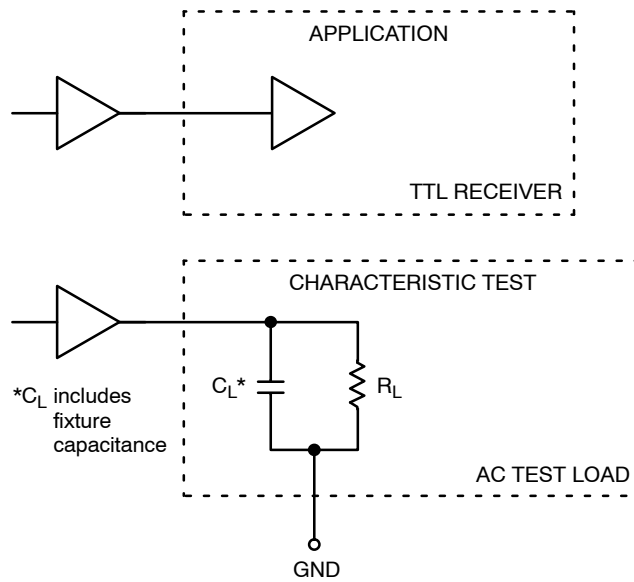 APPLICATION
TTL RECEIVER
CHARACTERISTIC TEST
*CL includes
fixture
capacitance
CL*
RL
AC TEST LOAD
GND